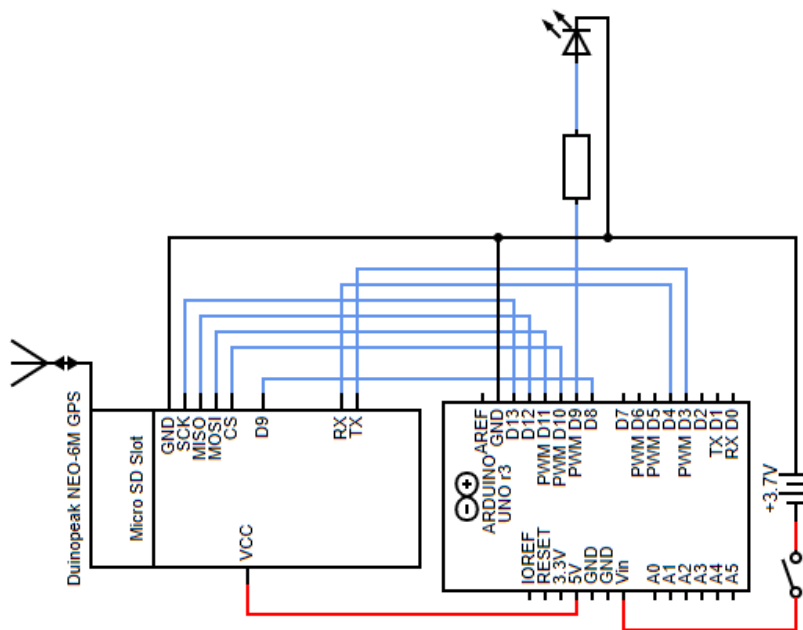 Duinopeak NEO-6M GPS
Micro SD Slot
GND
SCK
MISO
MOSI
CS
D9
RX
TX
VCC
AREF
GND
D13
D12
PWM D11
PWM D10
PWM D9
D8
D7
PWM D6
PWM D5
D4
PWM D3
D2
TX D1
RX D0
ARDUINO
UNO r3
IOREF
RESET
3.3V
5V
GND
GND
Vin
A0
A1
A2
A3
A4
A5
+3.7V